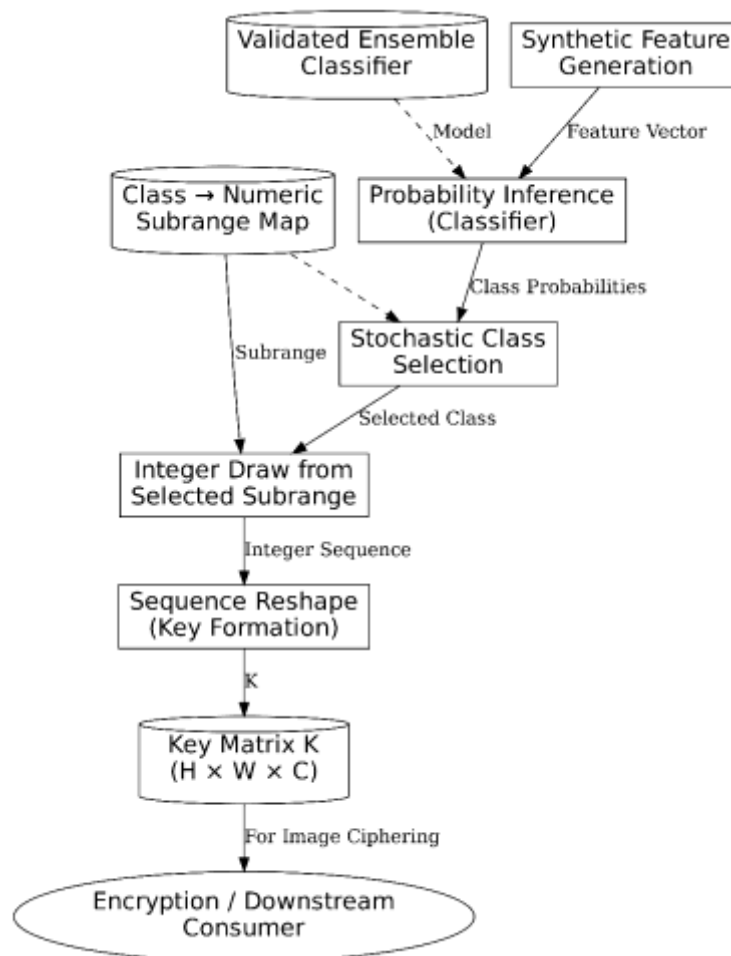 Validated Ensemble
Classifier
Synthetic Feature
Generation
Model
Feature Vector
Class → Numeric
Subrange Map
Probability Inference
(Classifier)
Class Probabilities
Stochastic Class
Selection
Subrange
Selected Class
Integer Draw from
Selected Subrange
Integer Sequence
Sequence Reshape
(Key Formation)
K
Key Matrix K
(H × W × C)
For Image Ciphering
Encryption / Downstream
Consumer